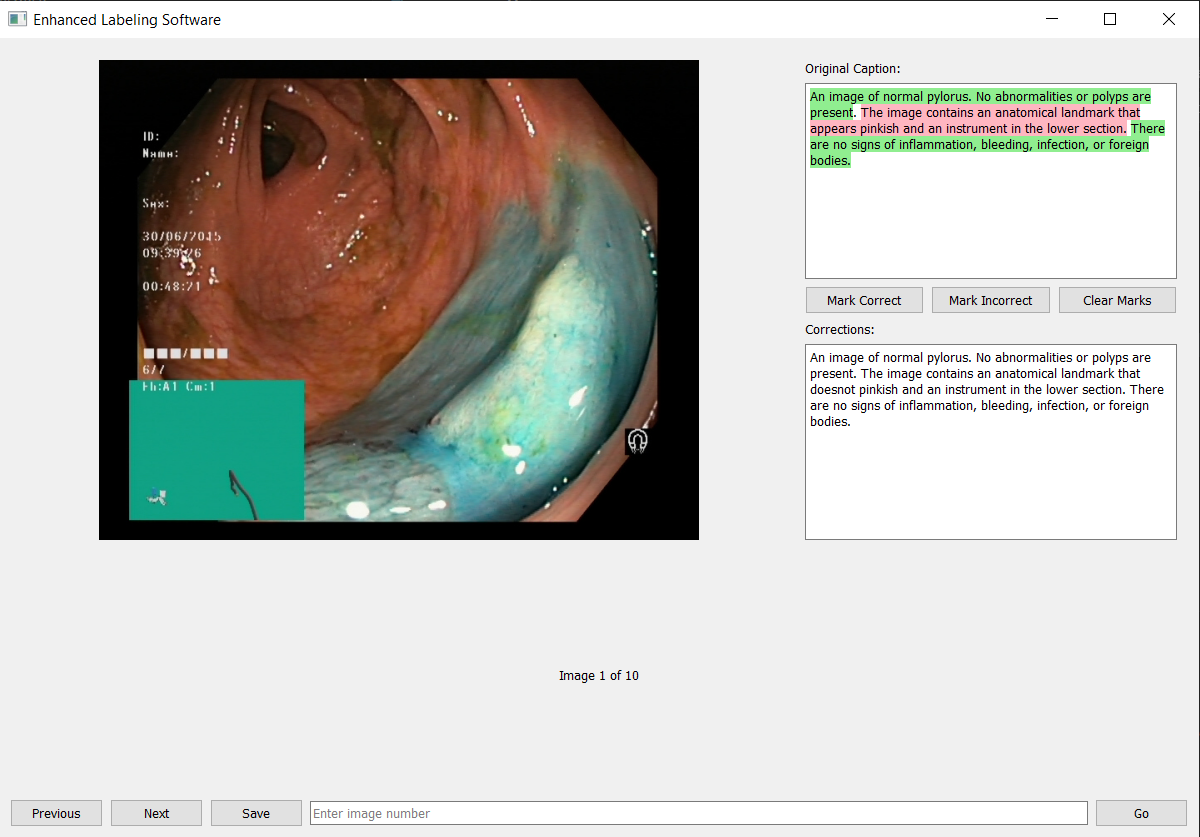 Enhanced Labeling Software
ID:
Name:
Sex:
30/06/2015
09:39:26
00:48:21
6/7
Eh:A1 Cm:1
Original Caption:
An image of normal pylorus. No abnormalities or polyps are
present. The image contains an anatomical landmark that
appears pinkish and an instrument in the lower section. There
are no signs of inflammation, bleeding, infection, or foreign
bodies.
Mark Correct
Mark Incorrect
Clear Marks
Corrections:
An image of normal pylorus. No abnormalities or polyps are
present. The image contains an anatomical landmark that
doesnot pinkish and an instrument in the lower section. There
are no signs of inflammation, bleeding, infection, or foreign
bodies.
Image 1 of 10
Previous
Next
Save
Enter image number
Go